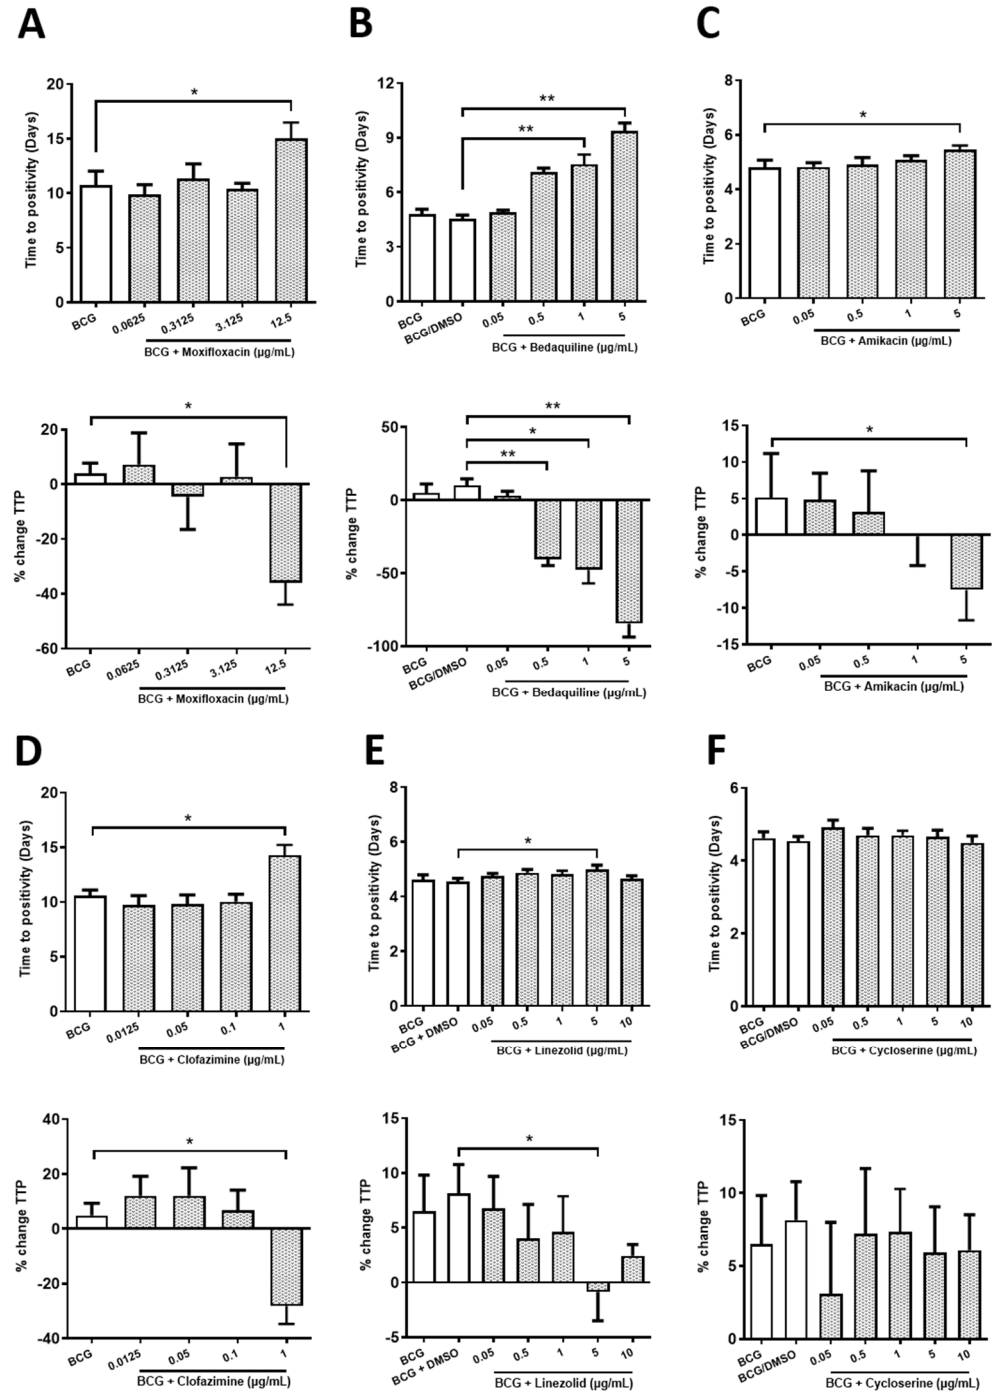 A
B
C
Time to positivity (Days)
20
15
10
5
0
*
BCG
0.0625
0.3125
3.125
12.5
BCG + Moxifloxacin (µg/mL)
Time to positivity (Days)
12
9
6
3
0
**
**
BCG
BCG/DMSO
0.05
0.5
1
5
BCG + Bedaquiline (µg/mL)
Time to positivity (Days)
8
6
4
2
0
*
BCG
0.05
0.5
1
5
BCG + Amikacin (µg/mL)
% change TTP
20
0
-20
-40
-60
*
BCG
0.0625
0.3125
3.125
12.5
BCG + Moxifloxacin (µg/mL)
% change TTP
50
0
-50
-100
**
*
**
BCG
BCG/DMSO
0.05
0.5
1
5
BCG + Bedaquiline (µg/mL)
% change TTP
15
10
5
0
-5
-10
-15
*
BCG
0.05
0.5
1
5
BCG + Amikacin (µg/mL)
D
E
F
Time to positivity (Days)
20
15
10
5
0
*
BCG
0.0125
0.05
0.1
1
BCG + Clofazimine (µg/mL)
Time to positivity (Days)
8
6
4
2
0
*
BCG
BCG + DMSO
0.05
0.5
1
5
10
BCG + Linezolid (µg/mL)
Time to positivity (Days)
6
4
2
0
BCG
BCG/DMSO
0.05
0.5
1
5
10
BCG + Cycloserine (µg/mL)
% change TTP
40
20
0
-20
-40
*
BCG
0.0125
0.05
0.1
1
BCG + Clofazimine (µg/mL)
% change TTP
15
10
5
0
-5
*
BCG
BCG + DMSO
0.05
0.5
1
5
10
BCG + Linezolid (µg/mL)
% change TTP
15
10
5
0
BCG
BCG/DMSO
0.05
0.5
1
5
10
BCG + Cycloserine (µg/mL)